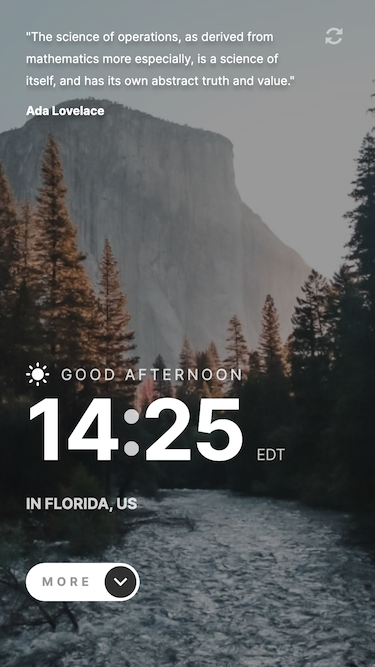 "The science of operations, as derived from
mathematics more especially, is a science of
itself, and has its own abstract truth and value."
Ada Lovelace
GOOD AFTERNOON
14:25 EDT
IN FLORIDA, US
MORE